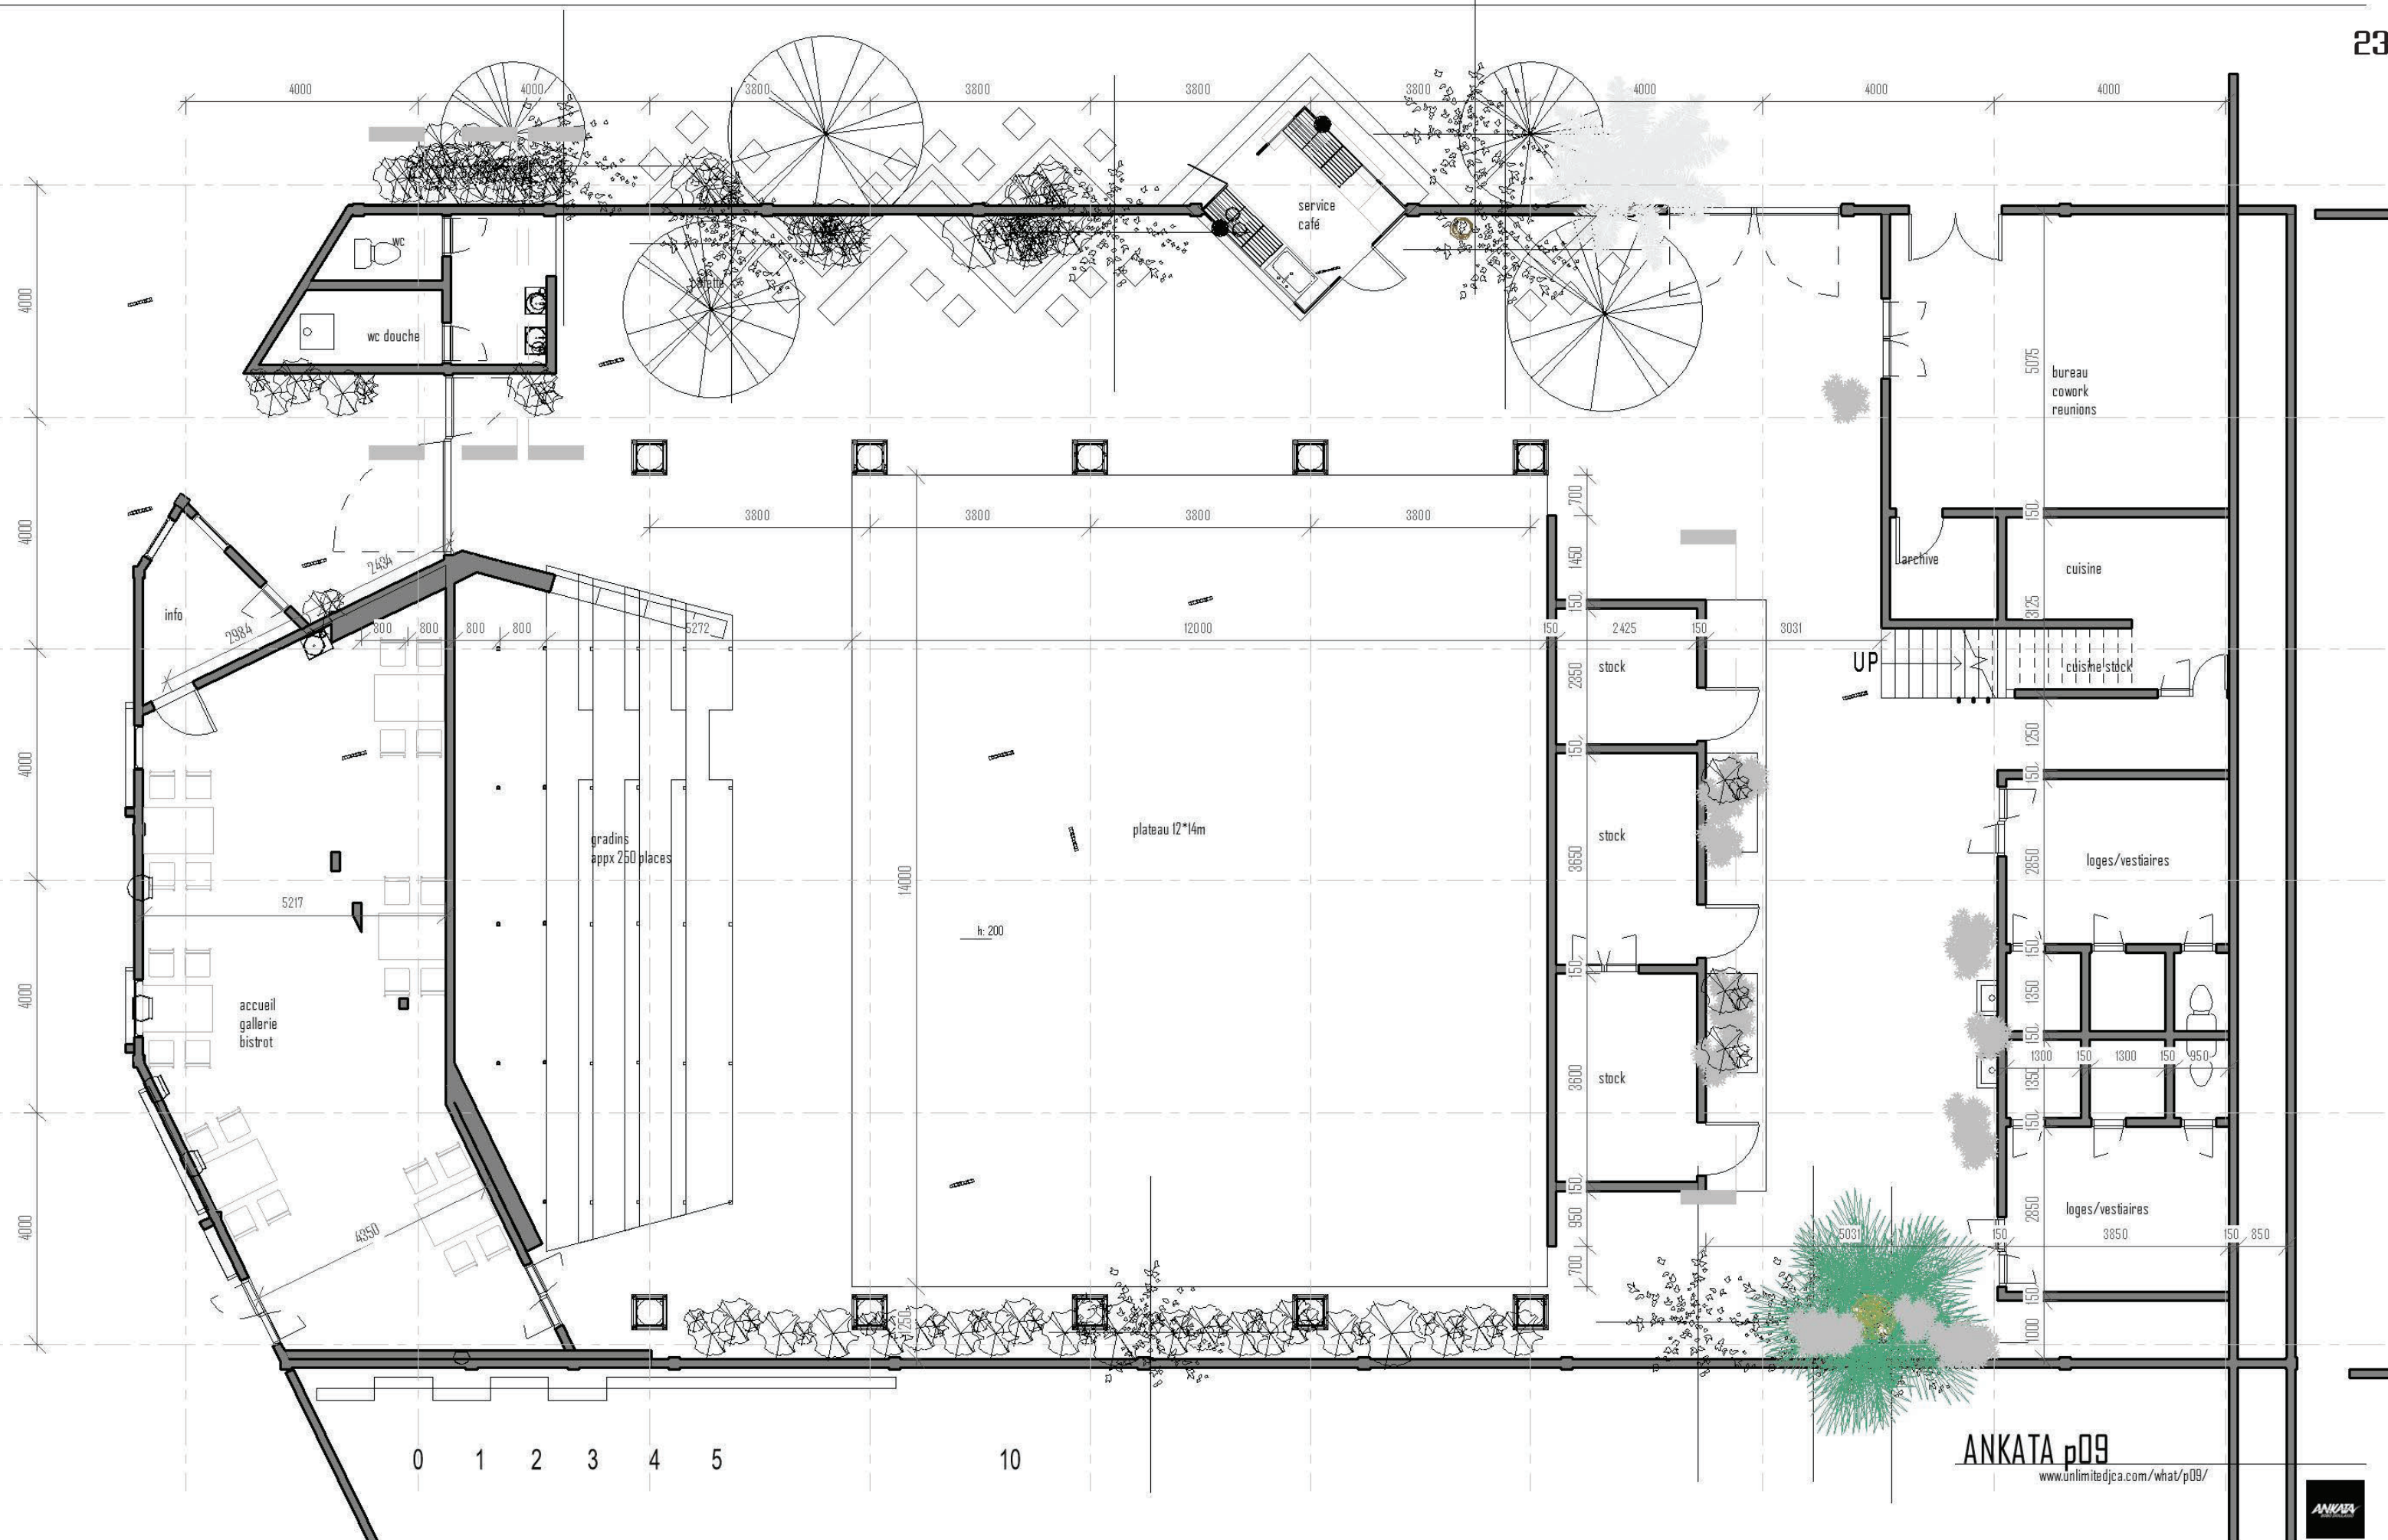 23
4000 4000 3800 3800 3800 3800 4000 4000 4000
wc
service
café
wc douche
4000
5075
bureau
cowork
reunions
3800 3800 3800 3800
700
150
4000
2434
1450
archive
cuisine
info
2984
800 800 800 800
5272
12000
150
2425
150
3031
150
3125
UP
stock
2350
cuisine stock
4000
150
1250
150
gradins
appx 250 places
plateau 12*14m
stock
3650
loges/vestiaires
2850
14000
5217
h: 200
4000
150
150
1350
accueil
gallerie
bistrot
150
1300 150 1300 150 950
1350
stock
3600
150
4000
150
950
4350
loges/vestiaires
2850
5031
150
3850
150
850
700
150
1250
1000
0 1 2 3 4 5 10
ANKATA p09
www.unlimitedjca.com/what/p09/
ANKATA